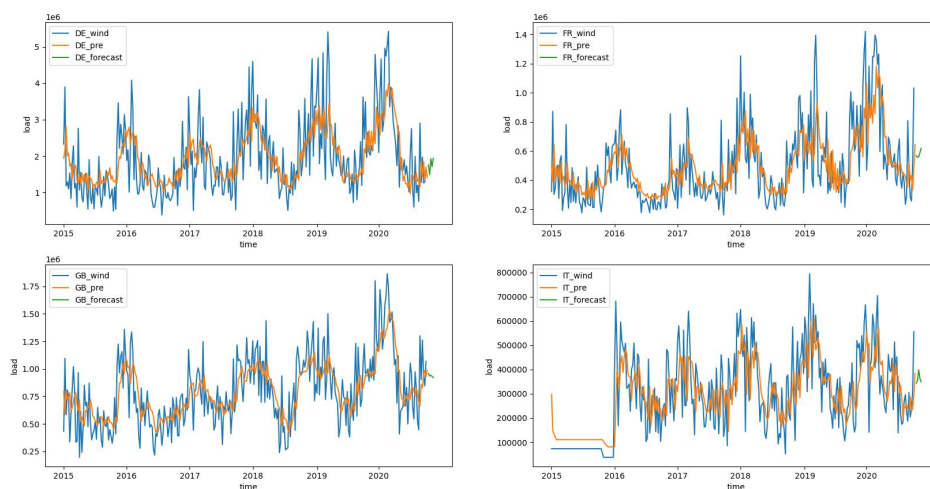 1e6
DE_wind
DE_pre
DE_forecast
load
5
4
3
2
1
2015 2016 2017 2018 2019 2020
time
1e6
FR_wind
FR_pre
FR_forecast
load
1.4
1.2
1.0
0.8
0.6
0.4
0.2
2015 2016 2017 2018 2019 2020
time
1e6
GB_wind
GB_pre
GB_forecast
load
1.75
1.50
1.25
1.00
0.75
0.50
0.25
2015 2016 2017 2018 2019 2020
time
IT_wind
IT_pre
IT_forecast
load
800000
700000
600000
500000
400000
300000
200000
100000
2015 2016 2017 2018 2019 2020
time